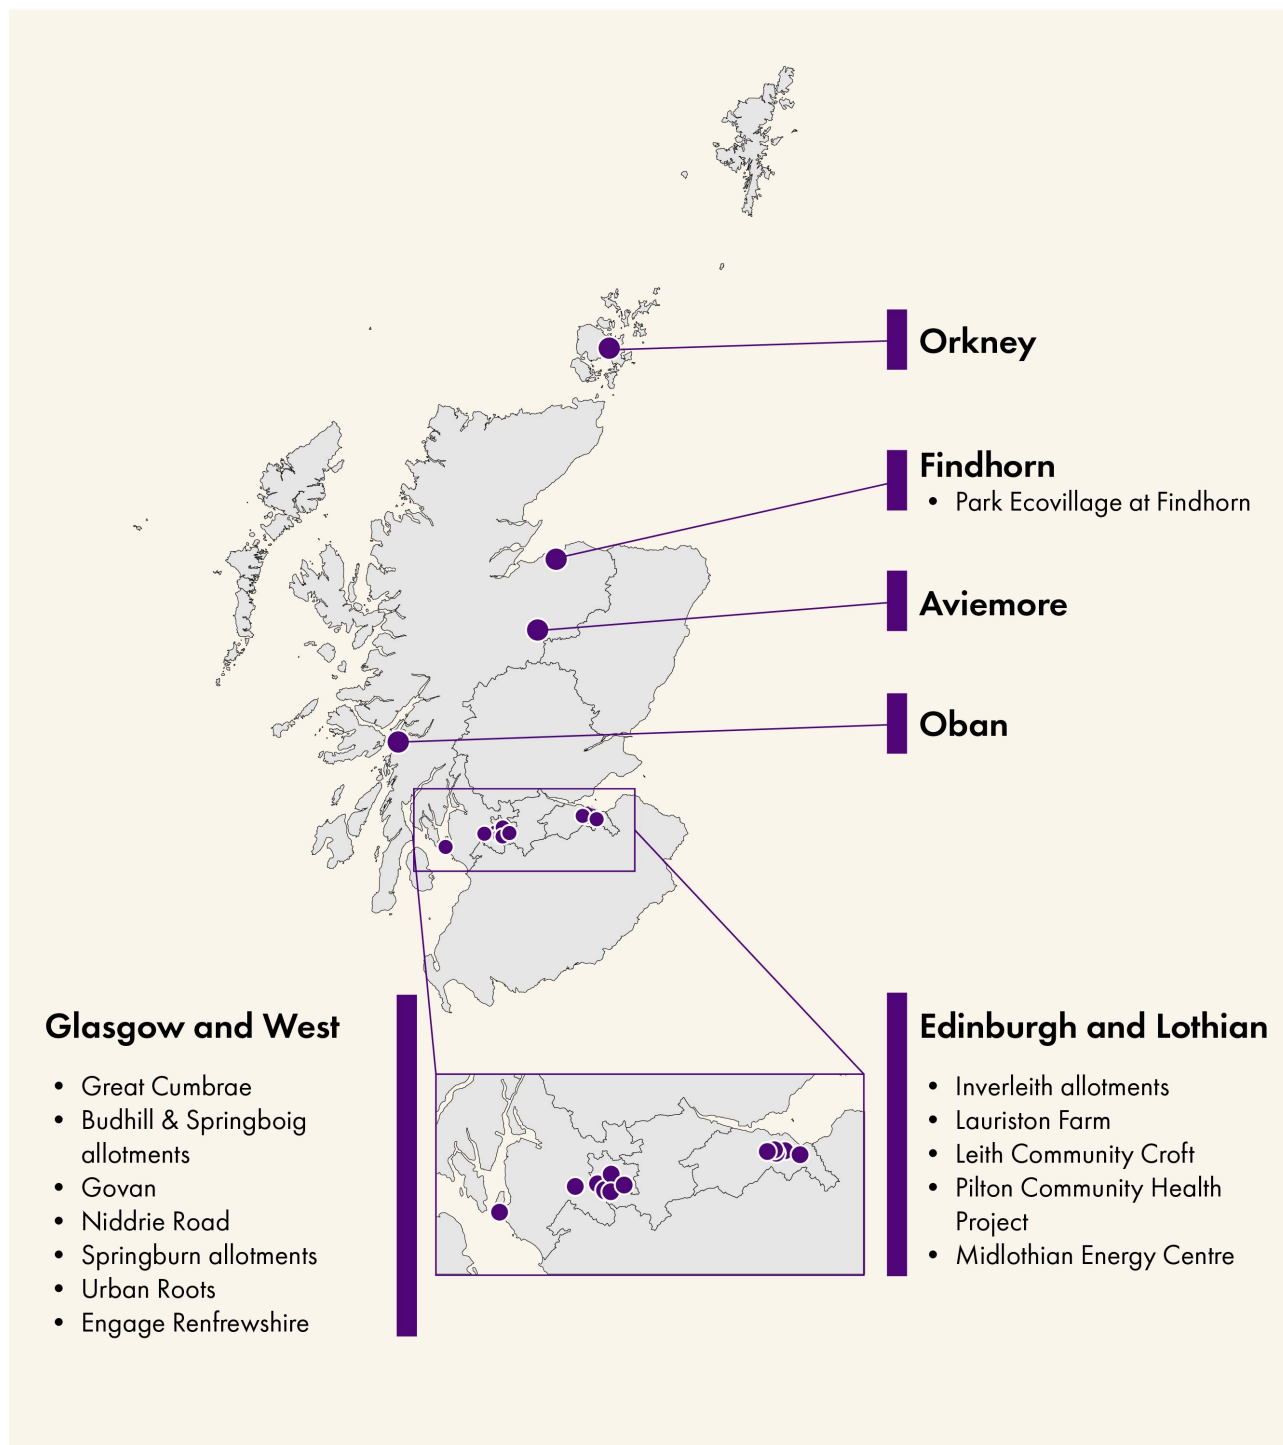 Orkney
Findhorn
• Park Ecovillage at Findhorn
Aviemore
Oban
Glasgow and West
• Great Cumbrae
• Budhill & Springboig
allotments
• Govan
• Niddrie Road
• Springburn allotments
• Urban Roots
• Engage Renfrewshire
Edinburgh and Lothian
• Inverleith allotments
• Lauriston Farm
• Leith Community Croft
• Pilton Community Health
Project
• Midlothian Energy Centre